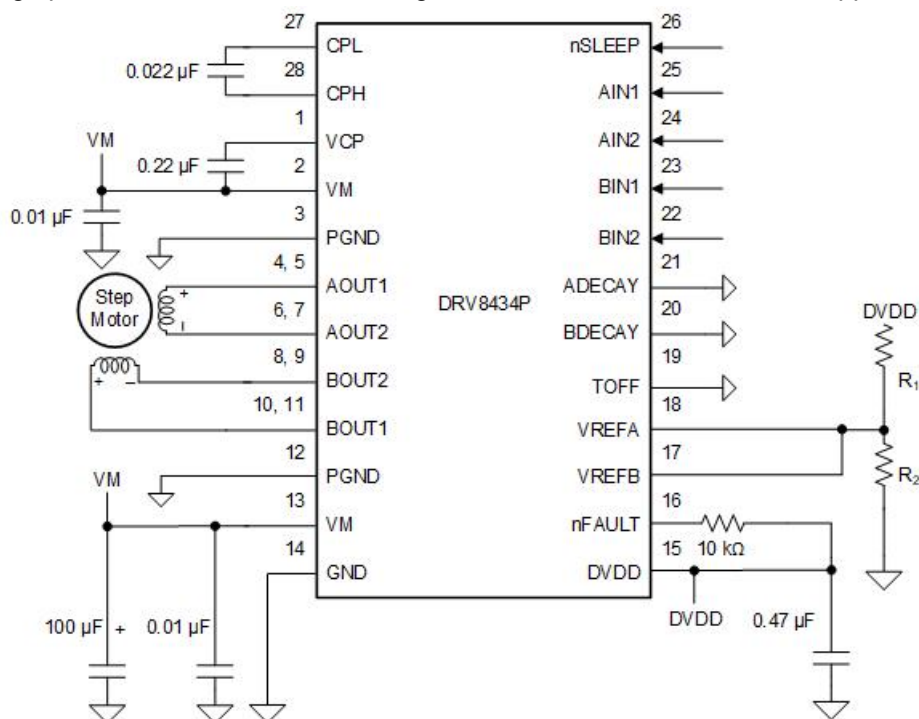 27
CPL
28
0.022 µF
CPH
1
VCP
VM
0.22 µF
2
VM
0.01 µF
3
PGND
4, 5
AOUT1
Step
Motor
+
–
6, 7
AOUT2
8, 9
BOUT2
+
–
10, 11
BOUT1
12
PGND
VM
13
VM
14
GND
100 µF
+
0.01 µF
DRV8434P
26
nSLEEP
25
AIN1
24
AIN2
23
BIN1
22
BIN2
21
ADECAY
20
BDECAY
19
TOFF
18
VREFA
17
VREFB
16
nFAULT
10 kΩ
15
DVDD
DVDD
0.47 µF
DVDD
R1
R2